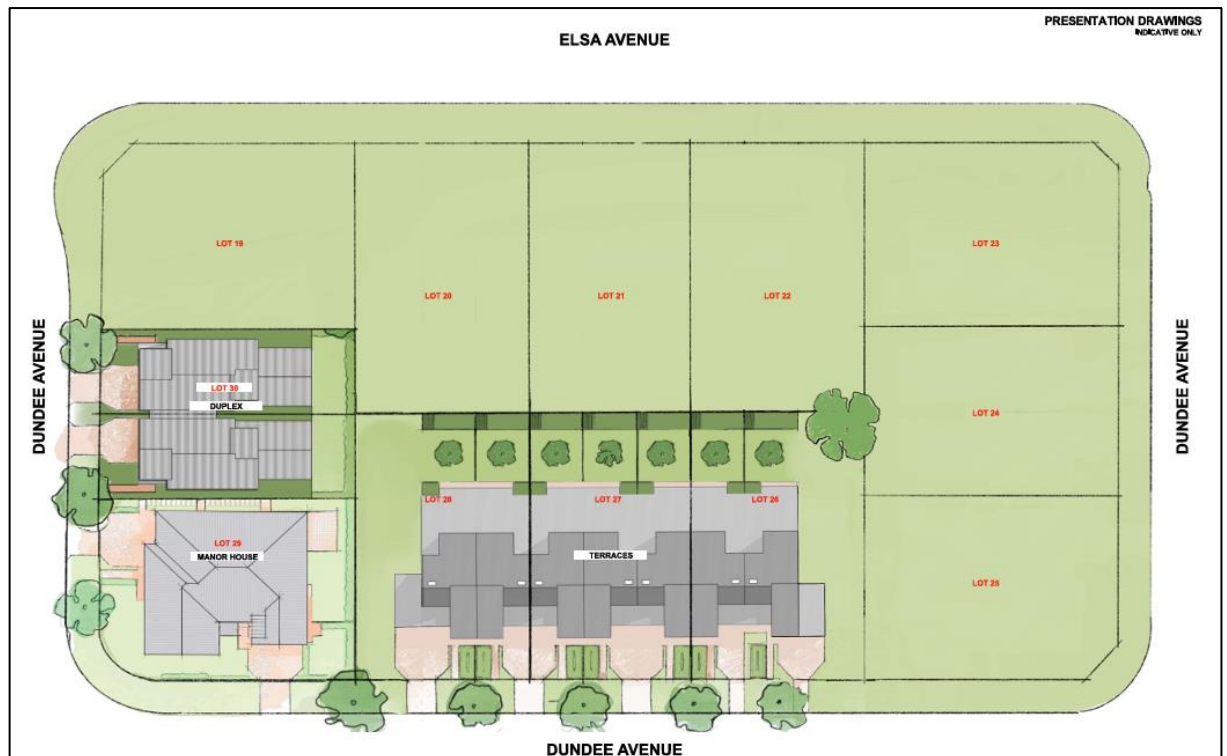 PRESENTATION DRAWINGS
INDICATIVE ONLY
ELSA AVENUE
LOT 19
LOT 23
LOT 20
LOT 21
LOT 22
DUNDEE AVENUE
DUNDEE AVENUE
LOT 30
DUPLEX
LOT 24
LOT 28
LOT 27
LOT 26
LOT 29
MANOR HOUSE
TERRACES
LOT 25
DUNDEE AVENUE